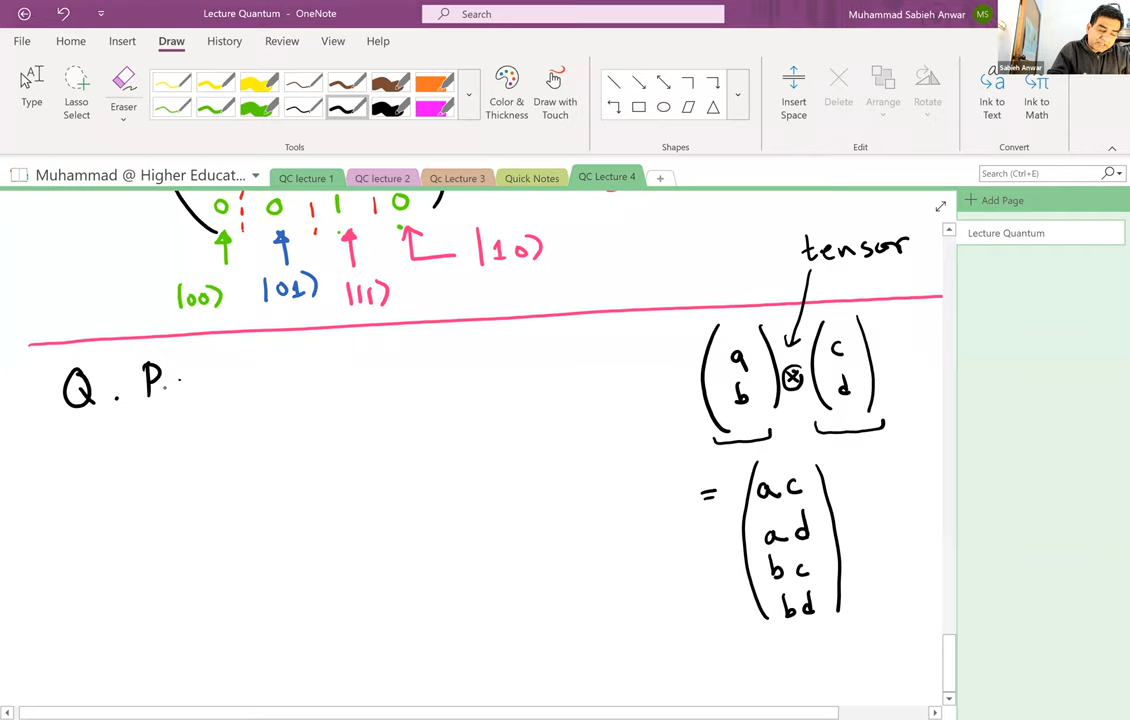 Lecture Quantum - OneNote
Search
Muhammad Sabieh Anwar MS
Sabieh Anwar
File Home Insert Draw History Review View Help
Type
Lasso Select
Eraser
Color & Thickness
Draw with Touch
Insert Space
Delete
Arrange
Rotate
Ink to Text
Ink to Math
Tools
Shapes
Edit
Convert
Muhammad @ Higher Educat...
QC lecture 1
QC lecture 2
Qc Lecture 3
Quick Notes
QC Lecture 4
Search (Ctrl+E)
Add Page
Lecture Quantum
0 0 1 1 1 0
|00⟩ |01⟩ |11⟩ |10⟩
tensor
(a b) ⊗ (c d)
= (ac
ad
bc
bd)
Q. P